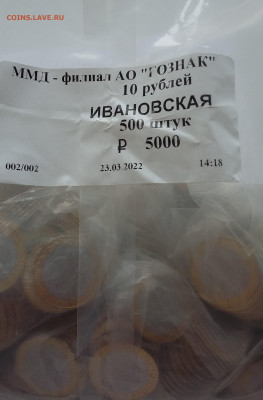 COINS.LAVE.RU
ММД - филиал АО "ГОЗНАК"
10 рублей
ИВАНОВСКАЯ
500 штук
₽ 5000
002/002 23.03.2022 14:18